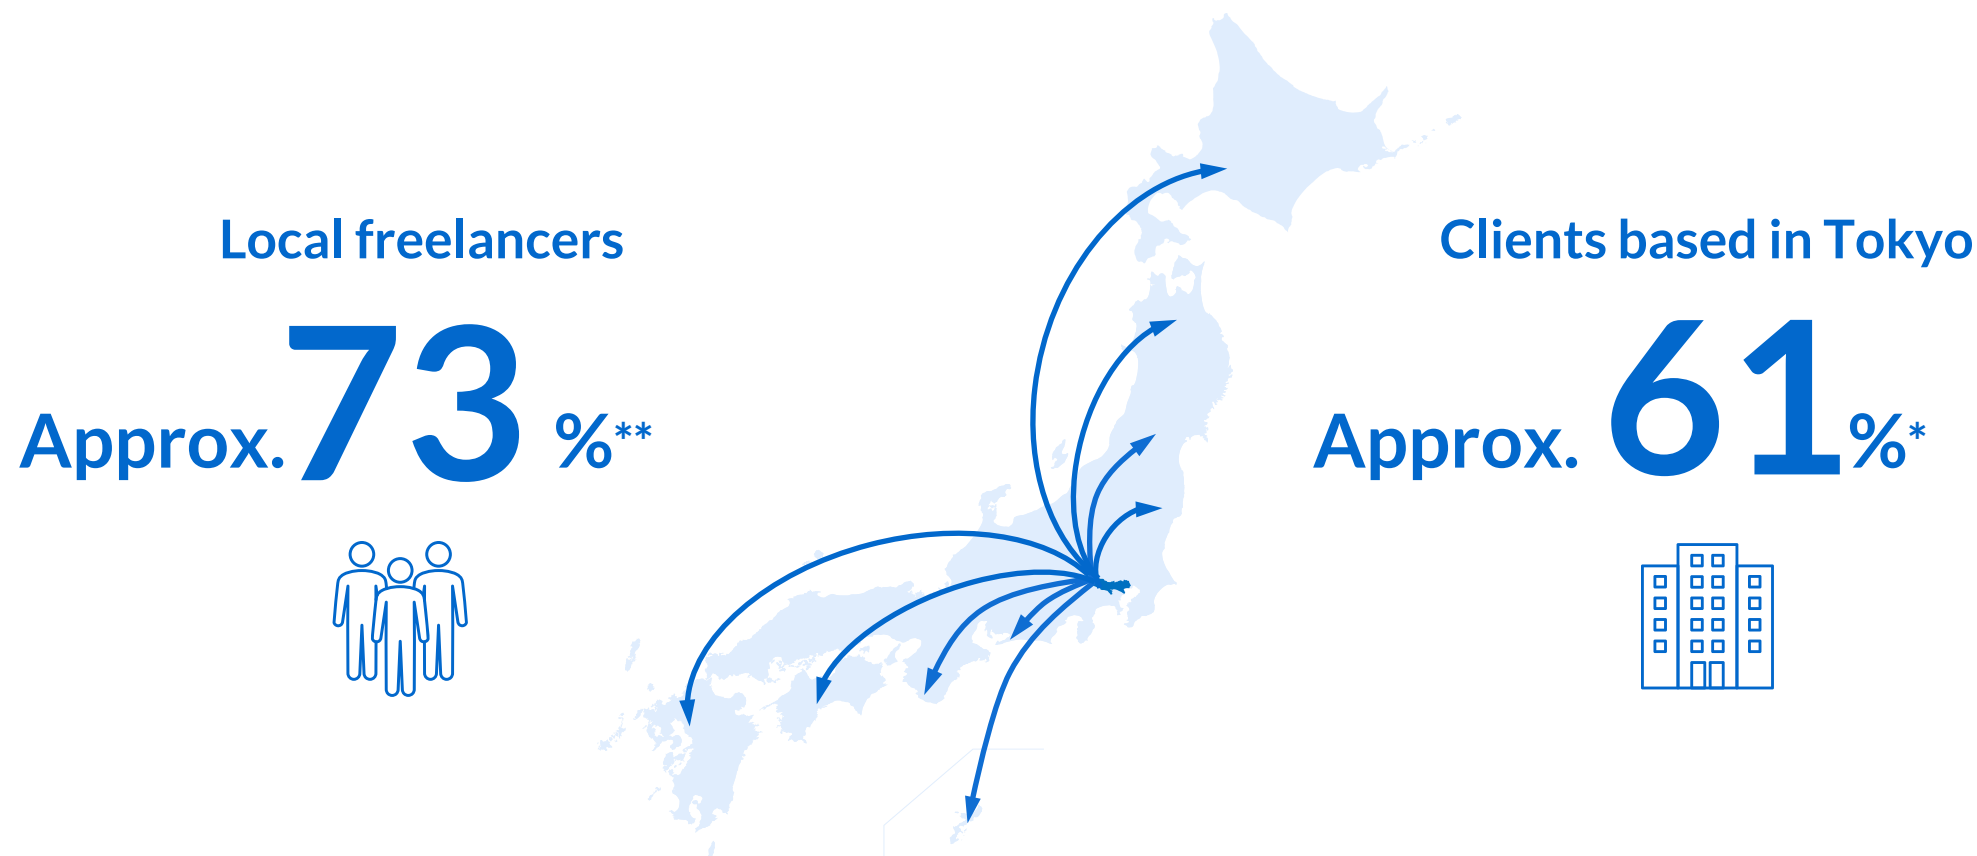 Local freelancers
Approx. 73 %**
Clients based in Tokyo
Approx. 61 %*